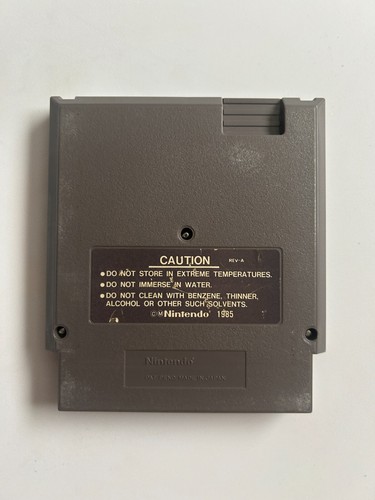 CAUTION REV-A
•DO NOT STORE IN EXTREME TEMPERATURES.
•DO NOT IMMERSE IN WATER.
•DO NOT CLEAN WITH BENZENE, THINNER,
ALCOHOL OR OTHER SUCH SOLVENTS.
©M Nintendo 1985
Nintendo